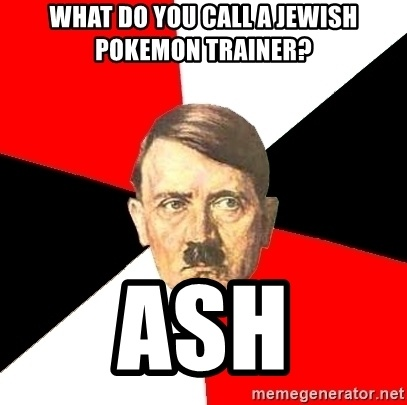 WHAT DO YOU CALL A JEWISH
POKEMON TRAINER?
ASH
memegenerator.net